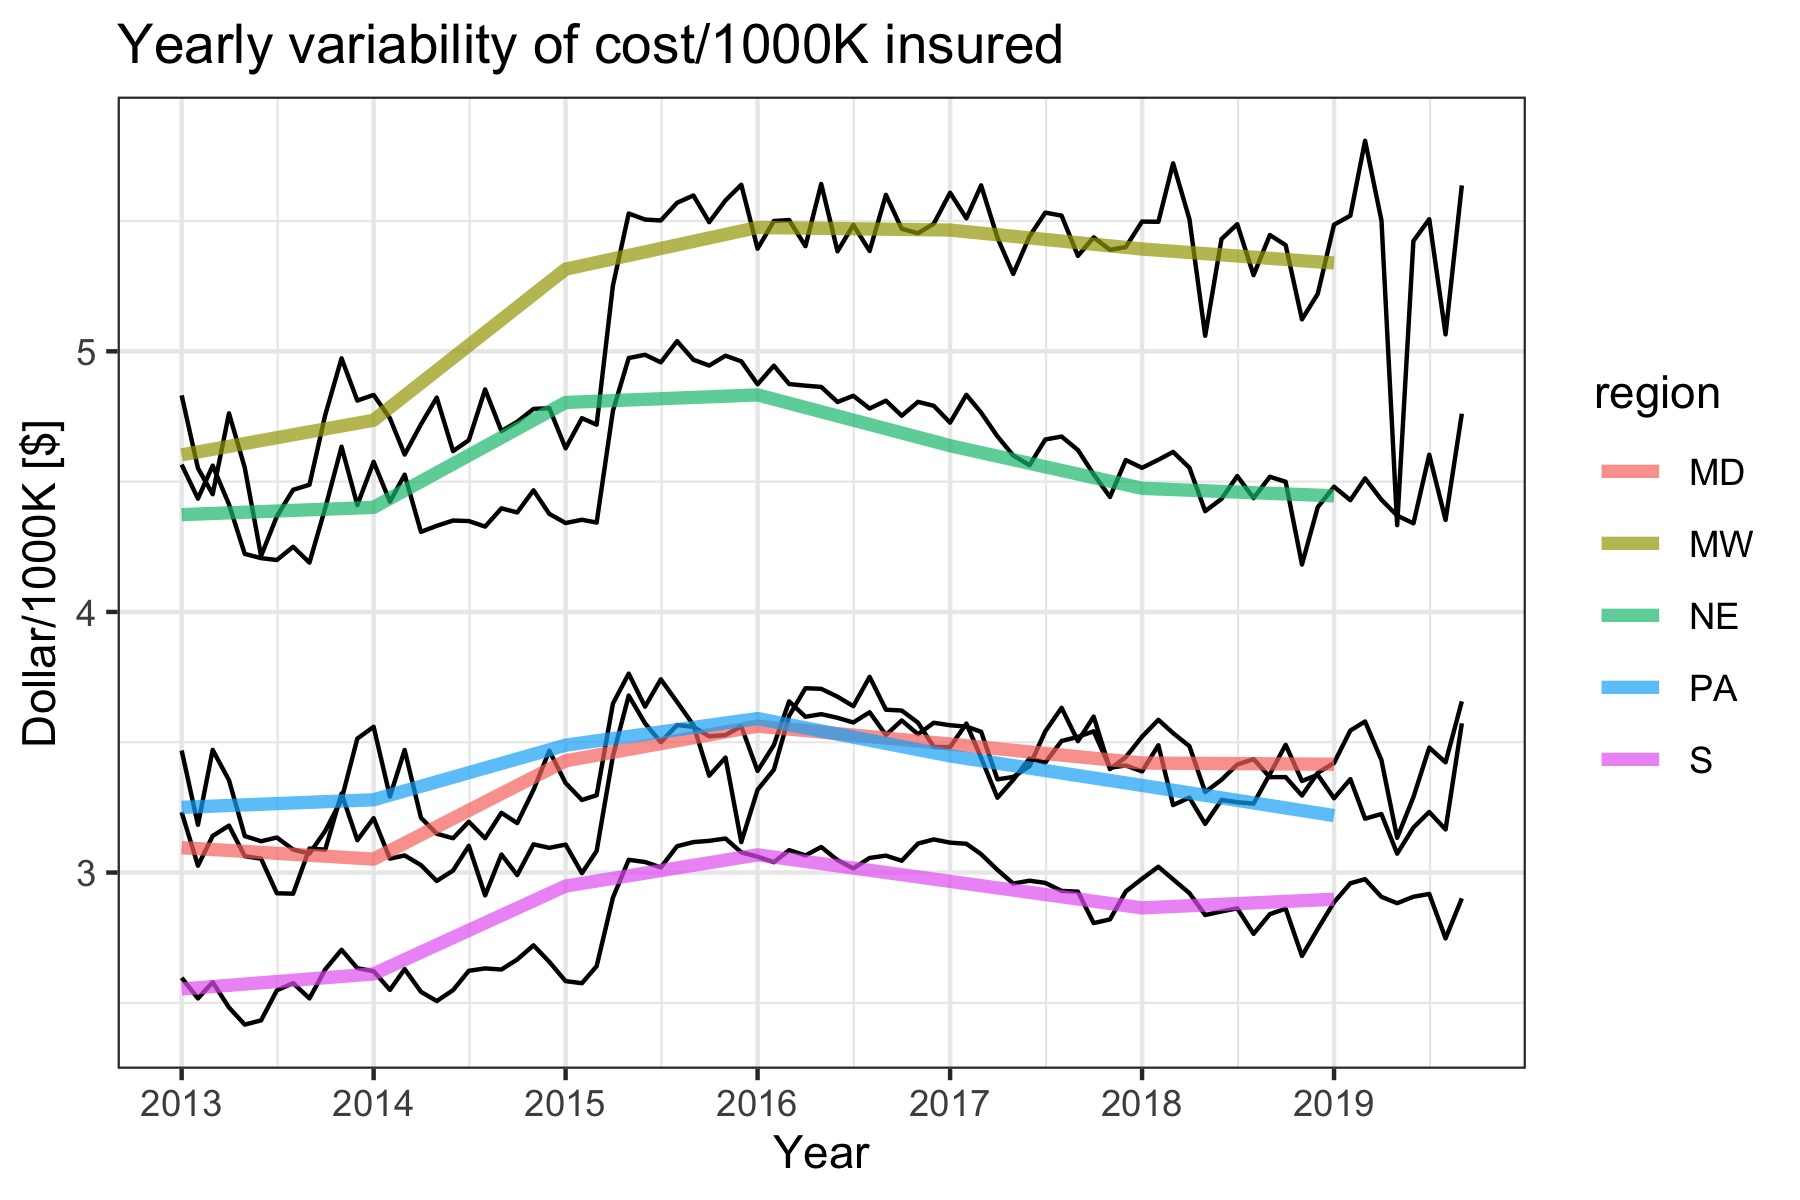 Yearly variability of cost/1000K insured
Dollar/1000K [$]
5
4
3
2013 2014 2015 2016 2017 2018 2019
Year
region
MD
MW
NE
PA
S